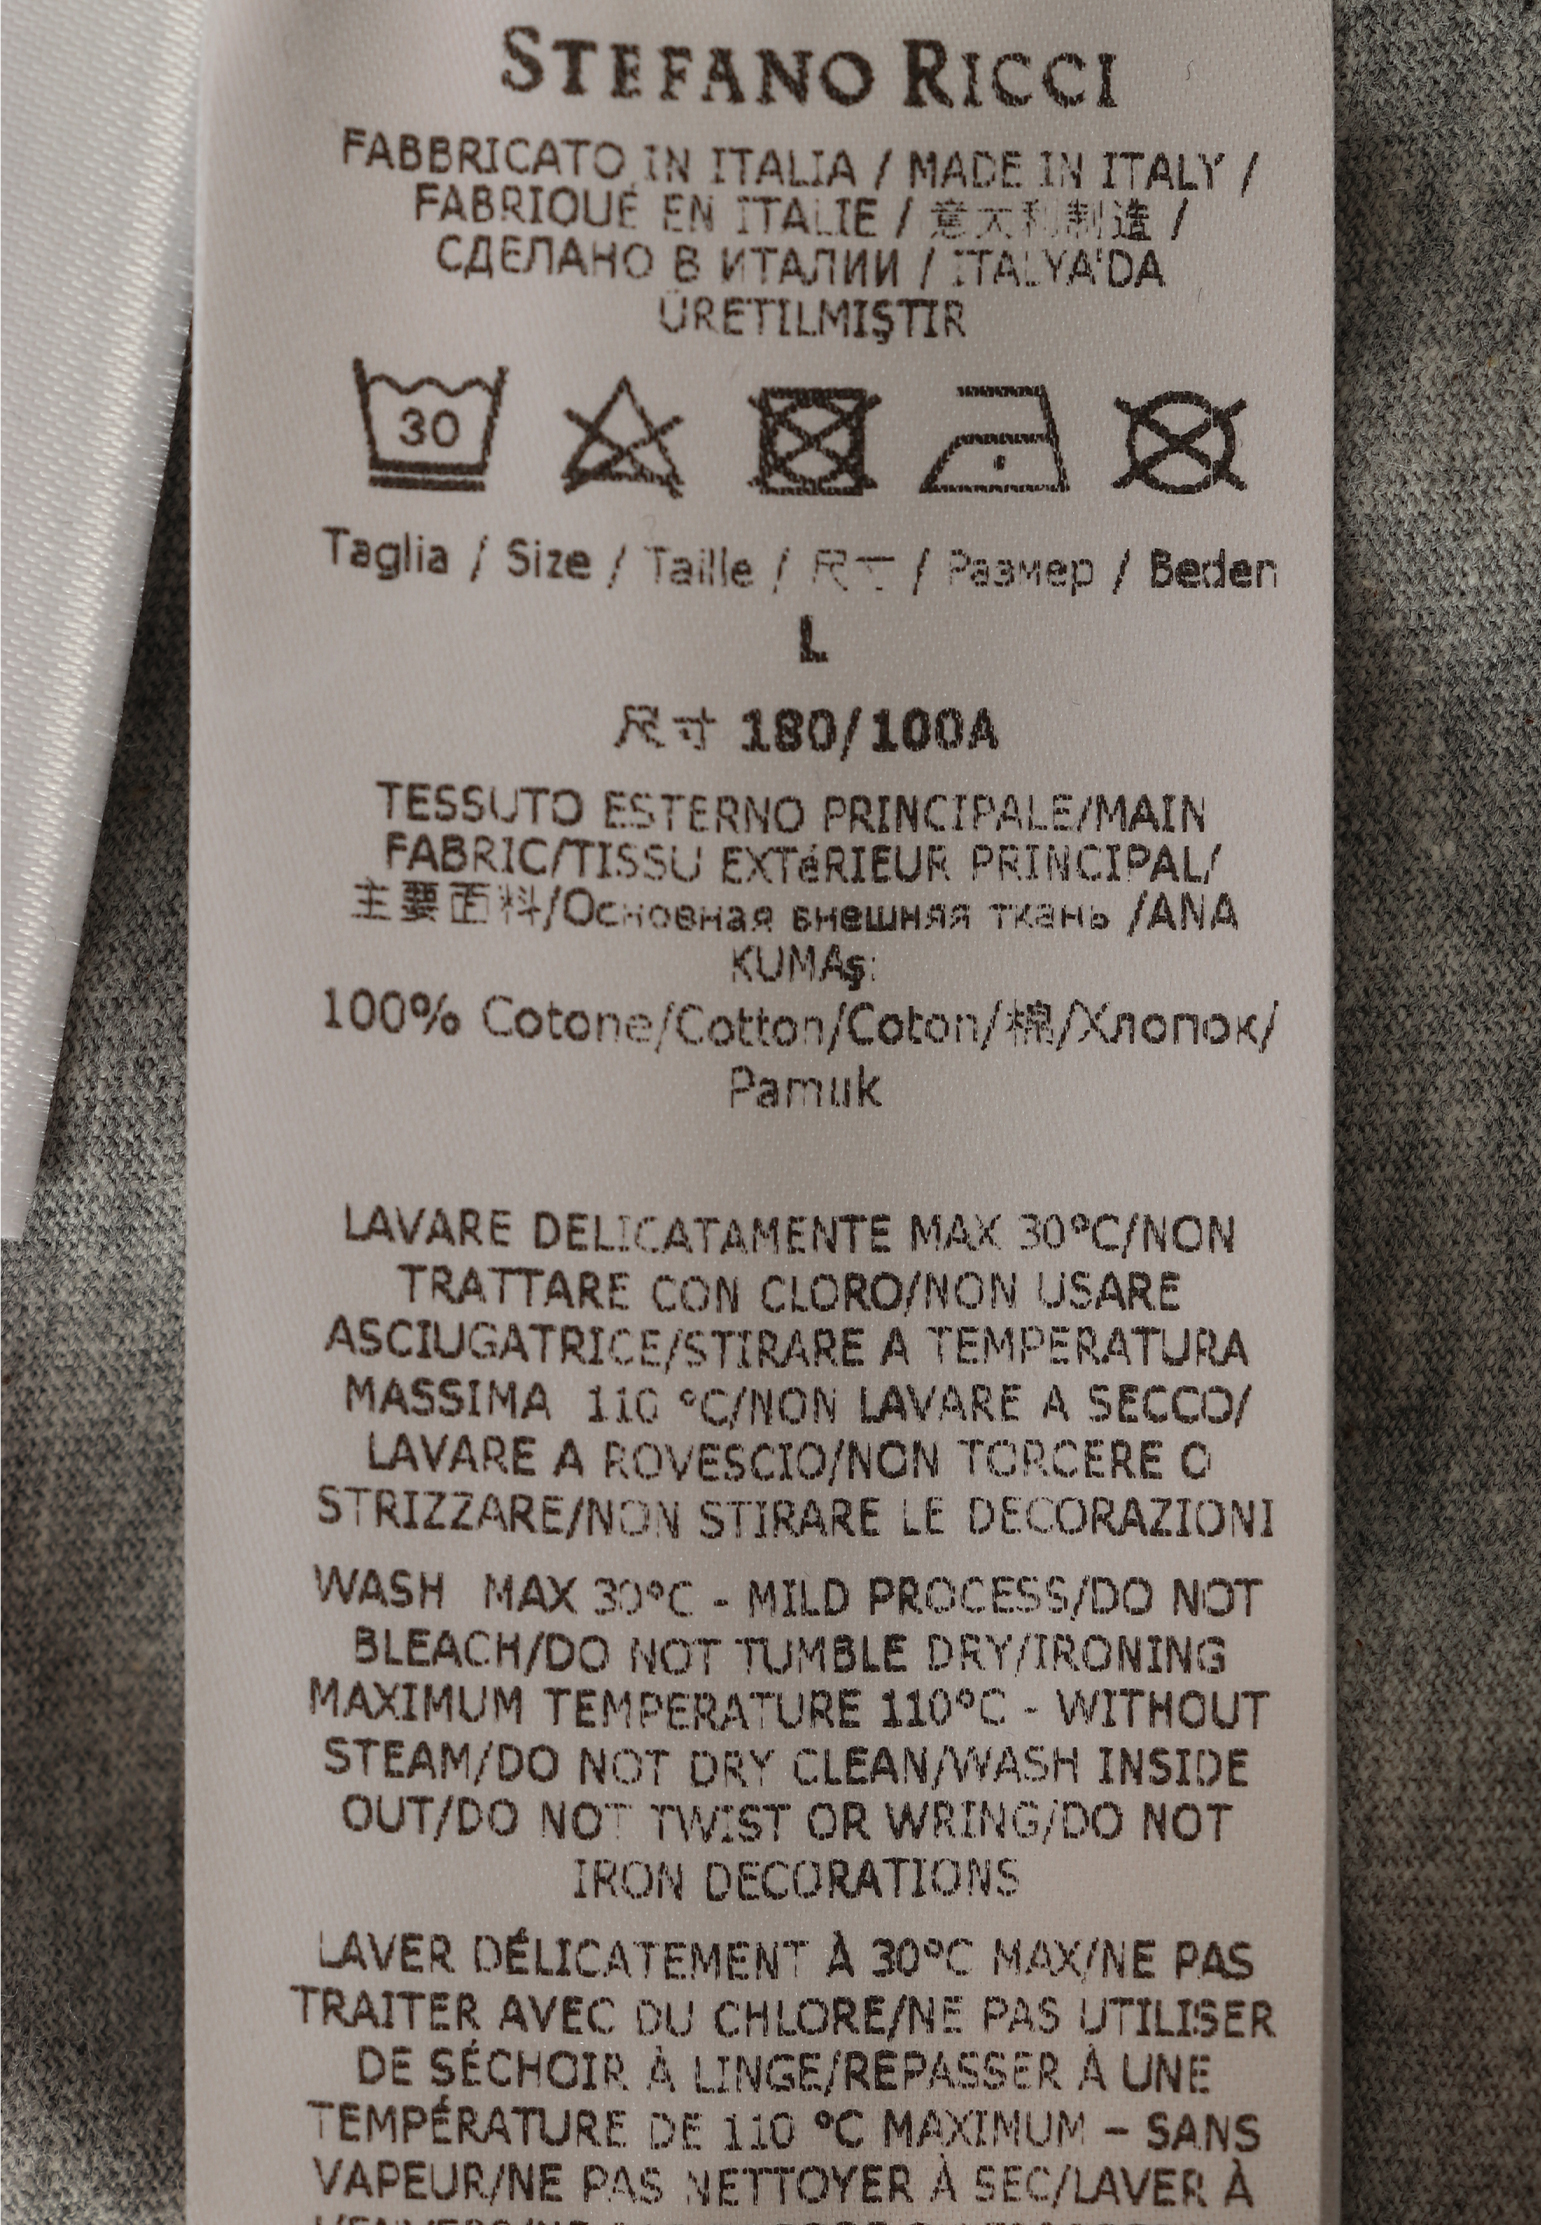 STEFANO RICCI
FABBRICATO IN ITALIA / MADE IN ITALY /
FABRIQUÉ EN ITALIE / 意大利制造 /
СДЕЛАНО В ИТАЛИИ / ITALYA'DA
ÜRETILMIŞTIR
30
Taglia / Size / Taille / 尺寸 / Размер / Beden
L
尺寸 180/100A
TESSUTO ESTERNO PRINCIPALE/MAIN
FABRIC/TISSU EXTéRIEUR PRINCIPAL/
主要面料/Основная внешняя ткань /ANA
KUMAş:
100% Cotone/Cotton/Coton/棉/Хлопок/
Pamuk
LAVARE DELICATAMENTE MAX 30°C/NON
TRATTARE CON CLORO/NON USARE
ASCIUGATRICE/STIRARE A TEMPERATURA
MASSIMA 110 °C/NON LAVARE A SECCO/
LAVARE A ROVESCIO/NON TORCERE O
STRIZZARE/NON STIRARE LE DECORAZIONI
WASH MAX 30°C - MILD PROCESS/DO NOT
BLEACH/DO NOT TUMBLE DRY/IRONING
MAXIMUM TEMPERATURE 110°C - WITHOUT
STEAM/DO NOT DRY CLEAN/WASH INSIDE
OUT/DO NOT TWIST OR WRING/DO NOT
IRON DECORATIONS
LAVER DÉLICATEMENT À 30°C MAX/NE PAS
TRAITER AVEC DU CHLORE/NE PAS UTILISER
DE SÉCHOIR À LINGE/REPASSER À UNE
TEMPÉRATURE DE 110 °C MAXIMUM – SANS
VAPEUR/NE PAS NETTOYER À SEC/LAVER À